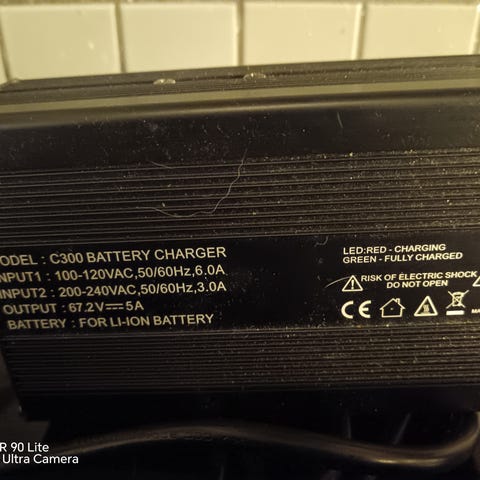 ODEL : C300 BATTERY CHARGER
NPUT1 : 100-120VAC,50/60Hz,6.0A
INPUT2 : 200-240VAC,50/60Hz,3.0A
OUTPUT : 67.2V⎓5A
BATTERY : FOR LI-ION BATTERY
LED:RED - CHARGING
GREEN - FULLY CHARGED
RISK OF ELECTRIC SHOCK
DO NOT OPEN
CE
MA
R 90 Lite
Ultra Camera